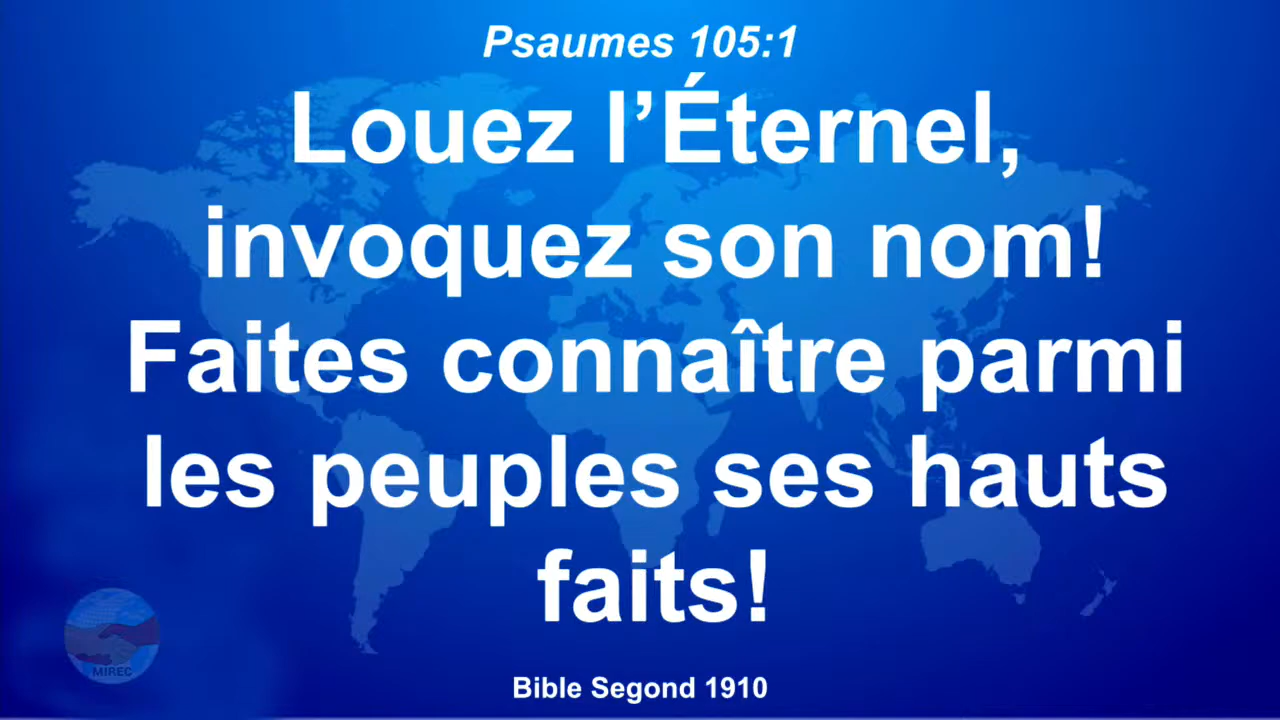 Psaumes 105:1
Louez l’Éternel,
invoquez son nom!
Faites connaître parmi
les peuples ses hauts
faits!
MIREC
Bible Segond 1910